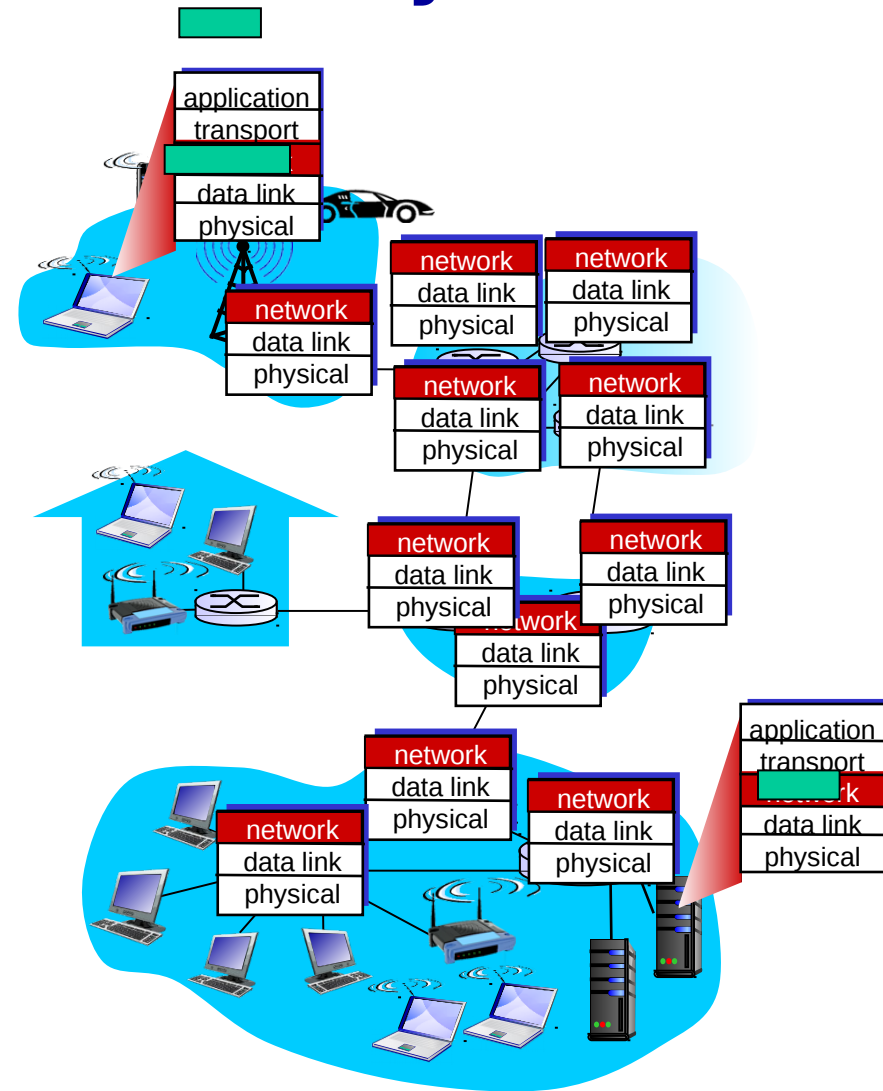 application
transport
data link
physical
network
data link
physical
network
data link
physical
network
data link
physical
network
data link
physical
network
data link
physical
network
data link
physical
network
data link
physical
network
data link
physical
application
transport
network
data link
physical
network
data link
physical
network
data link
physical
network
data link
physical